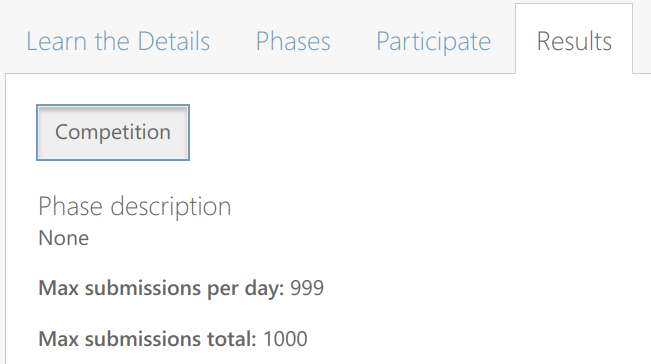 Learn the Details Phases Participate Results
Competition
Phase description
None
Max submissions per day: 999
Max submissions total: 1000